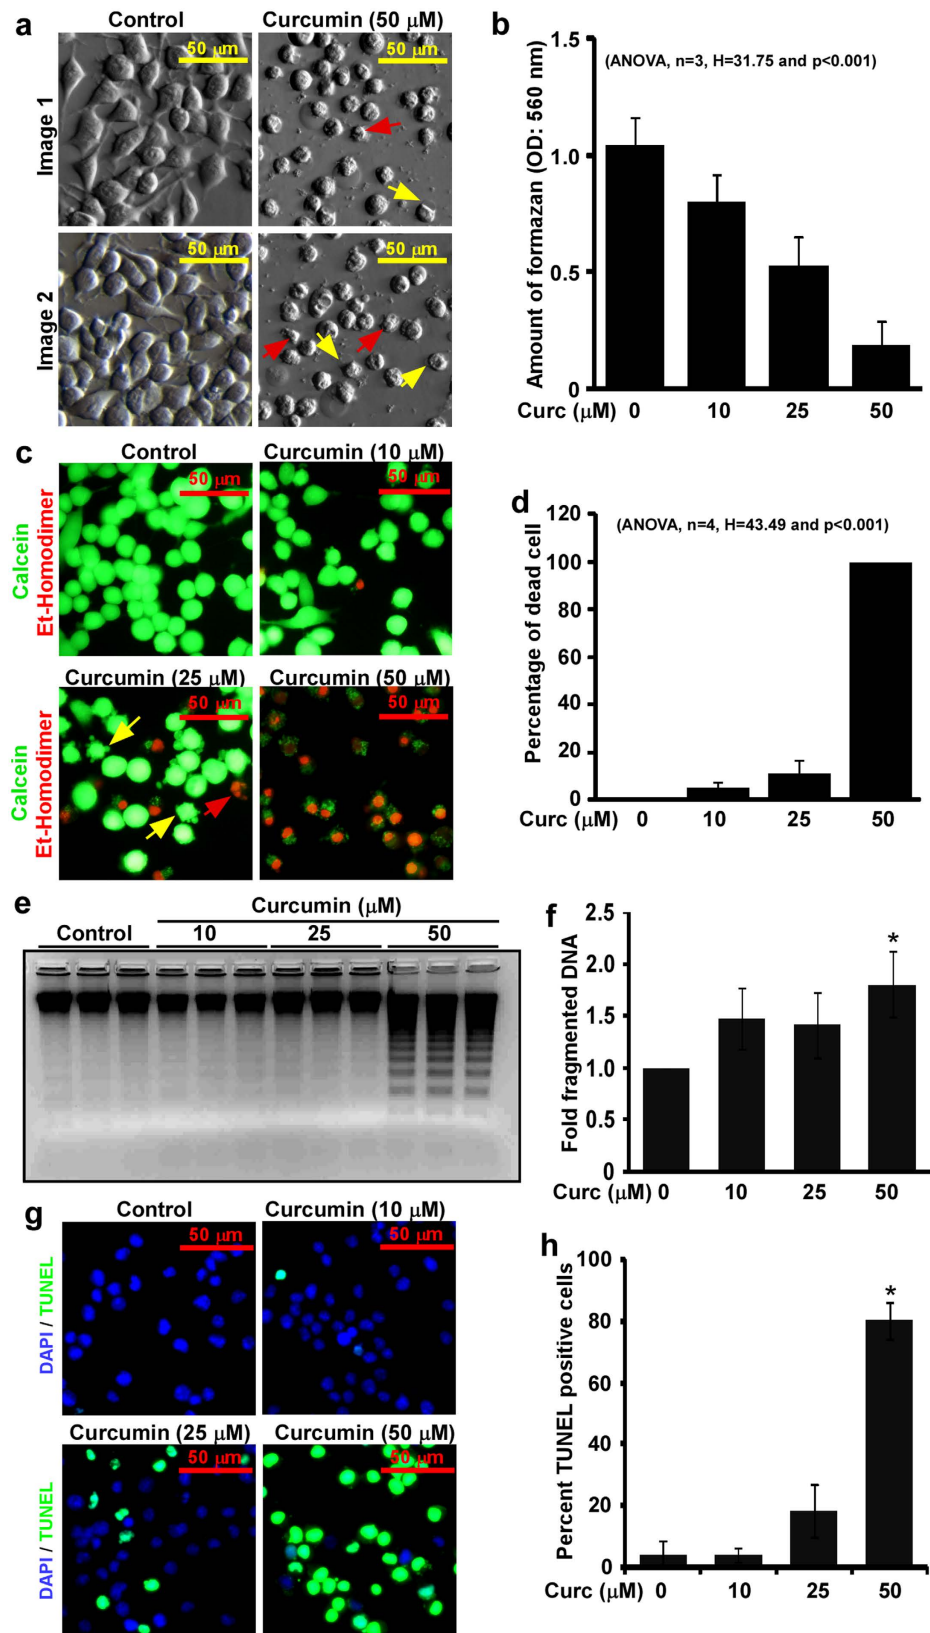 a
Control
Curcumin (50 µM)
Image 1
50 µm
50 µm
Image 2
50 µm
50 µm
b
(ANOVA, n=3, H=31.75 and p<0.001)
Amount of formazan (OD: 560 nm)
1.5
1.0
0.5
0
Curc (µM) 0 10 25 50
c
Control
Curcumin (10 µM)
Calcein
Et-Homodimer
50 µm
50 µm
Curcumin (25 µM)
Curcumin (50 µM)
Calcein
Et-Homodimer
50 µm
50 µm
d
(ANOVA, n=4, H=43.49 and p<0.001)
Percentage of dead cell
120
100
80
60
40
20
0
Curc (µM) 0 10 25 50
e
Curcumin (µM)
Control 10 25 50
f
Fold fragmented DNA
2.5
2.0
1.5
1.0
0.5
0
*
Curc (µM) 0 10 25 50
g
Control
Curcumin (10 µM)
DAPI / TUNEL
50 µm
50 µm
Curcumin (25 µM)
Curcumin (50 µM)
DAPI / TUNEL
50 µm
50 µm
h
Percent TUNEL positive cells
100
80
60
40
20
0
*
Curc (µM) 0 10 25 50